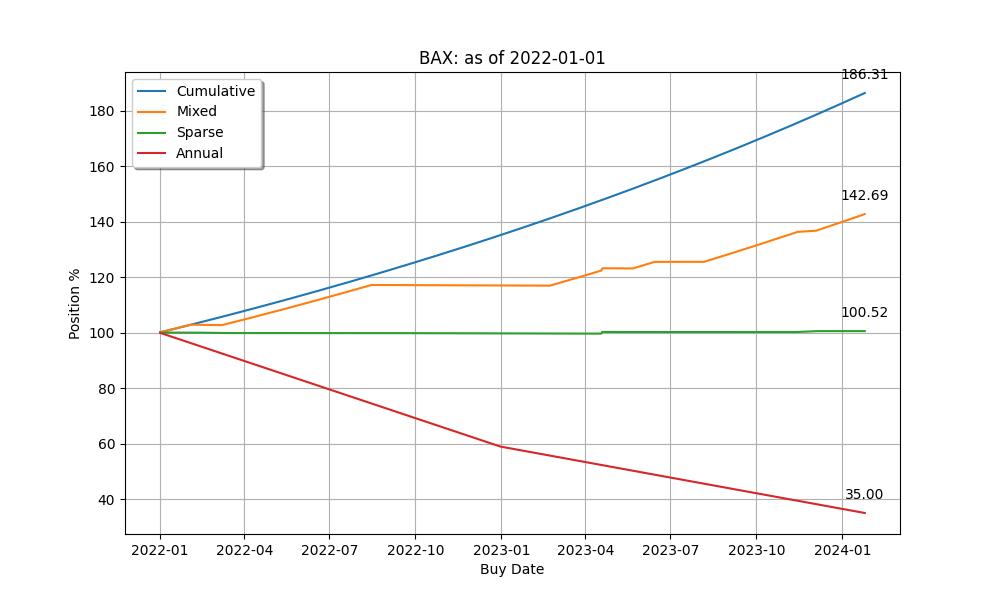 BAX: as of 2022-01-01
186.31
Cumulative
Mixed
Sparse
Annual
180
160
142.69
140
120
100.52
100
80
60
35.00
40
Position %
2022-01 2022-04 2022-07 2022-10 2023-01 2023-04 2023-07 2023-10 2024-01
Buy Date